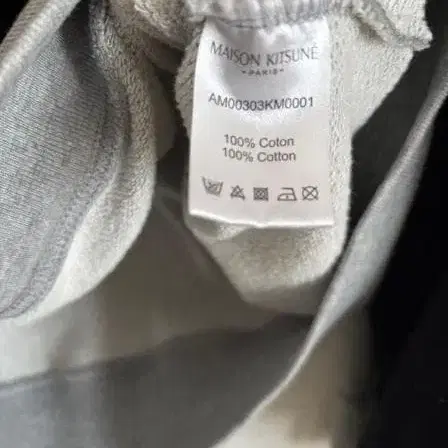 MAISON KITSUNÉ
-PARIS-
AM00303KM0001
100% Coton
100% Cotton